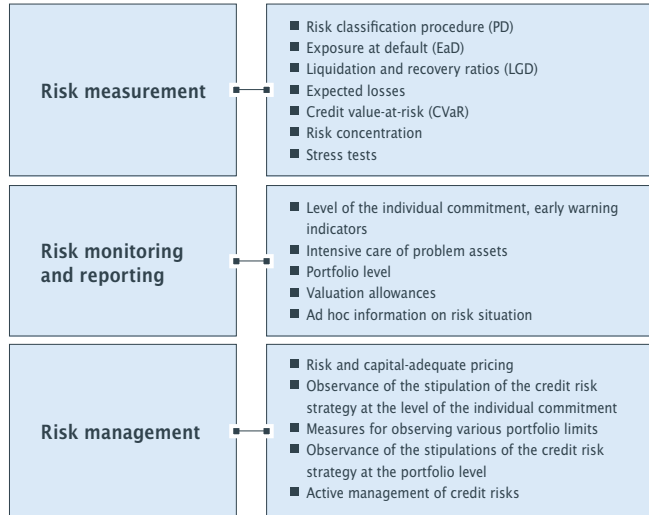 Risk measurement
■ Risk classification procedure (PD)
■ Exposure at default (EaD)
■ Liquidation and recovery ratios (LGD)
■ Expected losses
■ Credit value-at-risk (CVaR)
■ Risk concentration
■ Stress tests
Risk monitoring
and reporting
■ Level of the individual commitment, early warning
indicators
■ Intensive care of problem assets
■ Portfolio level
■ Valuation allowances
■ Ad hoc information on risk situation
Risk management
■ Risk and capital-adequate pricing
■ Observance of the stipulation of the credit risk
strategy at the level of the individual commitment
■ Measures for observing various portfolio limits
■ Observance of the stipulations of the credit risk
strategy at the portfolio level
■ Active management of credit risks